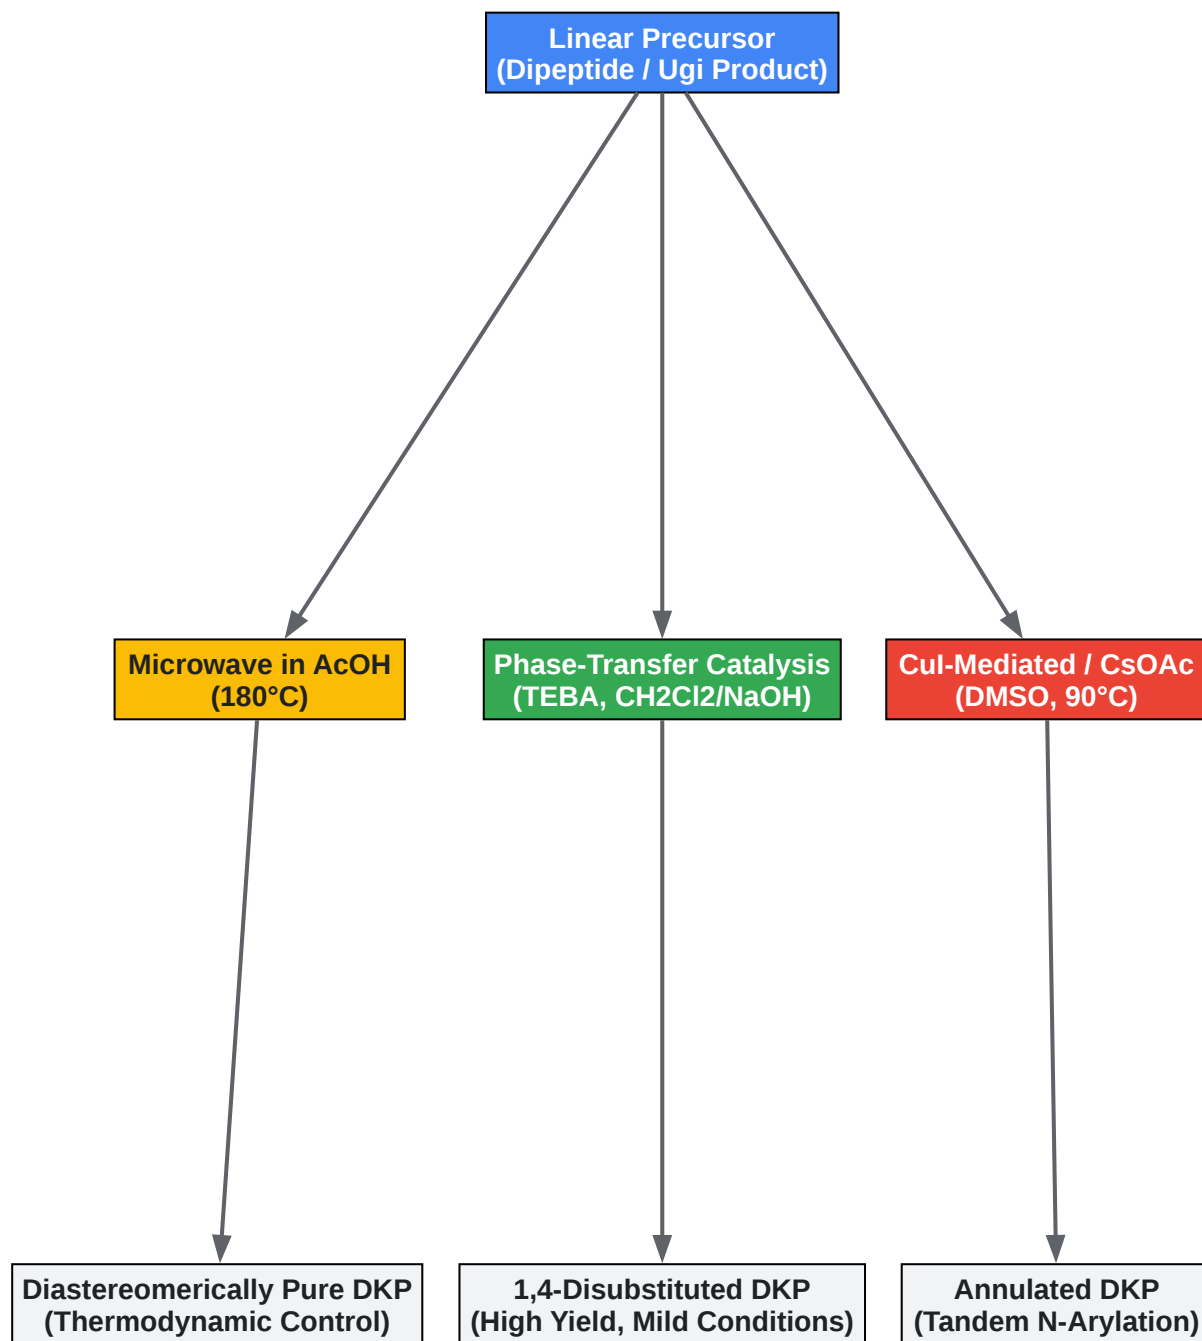 Linear Precursor
(Dipeptide / Ugi Product)
Microwave in AcOH
(180°C)
Phase-Transfer Catalysis
(TEBA, CH2Cl2/NaOH)
CuI-Mediated / CsOAc
(DMSO, 90°C)
Diastereomerically Pure DKP
(Thermodynamic Control)
1,4-Disubstituted DKP
(High Yield, Mild Conditions)
Annulated DKP
(Tandem N-Arylation)